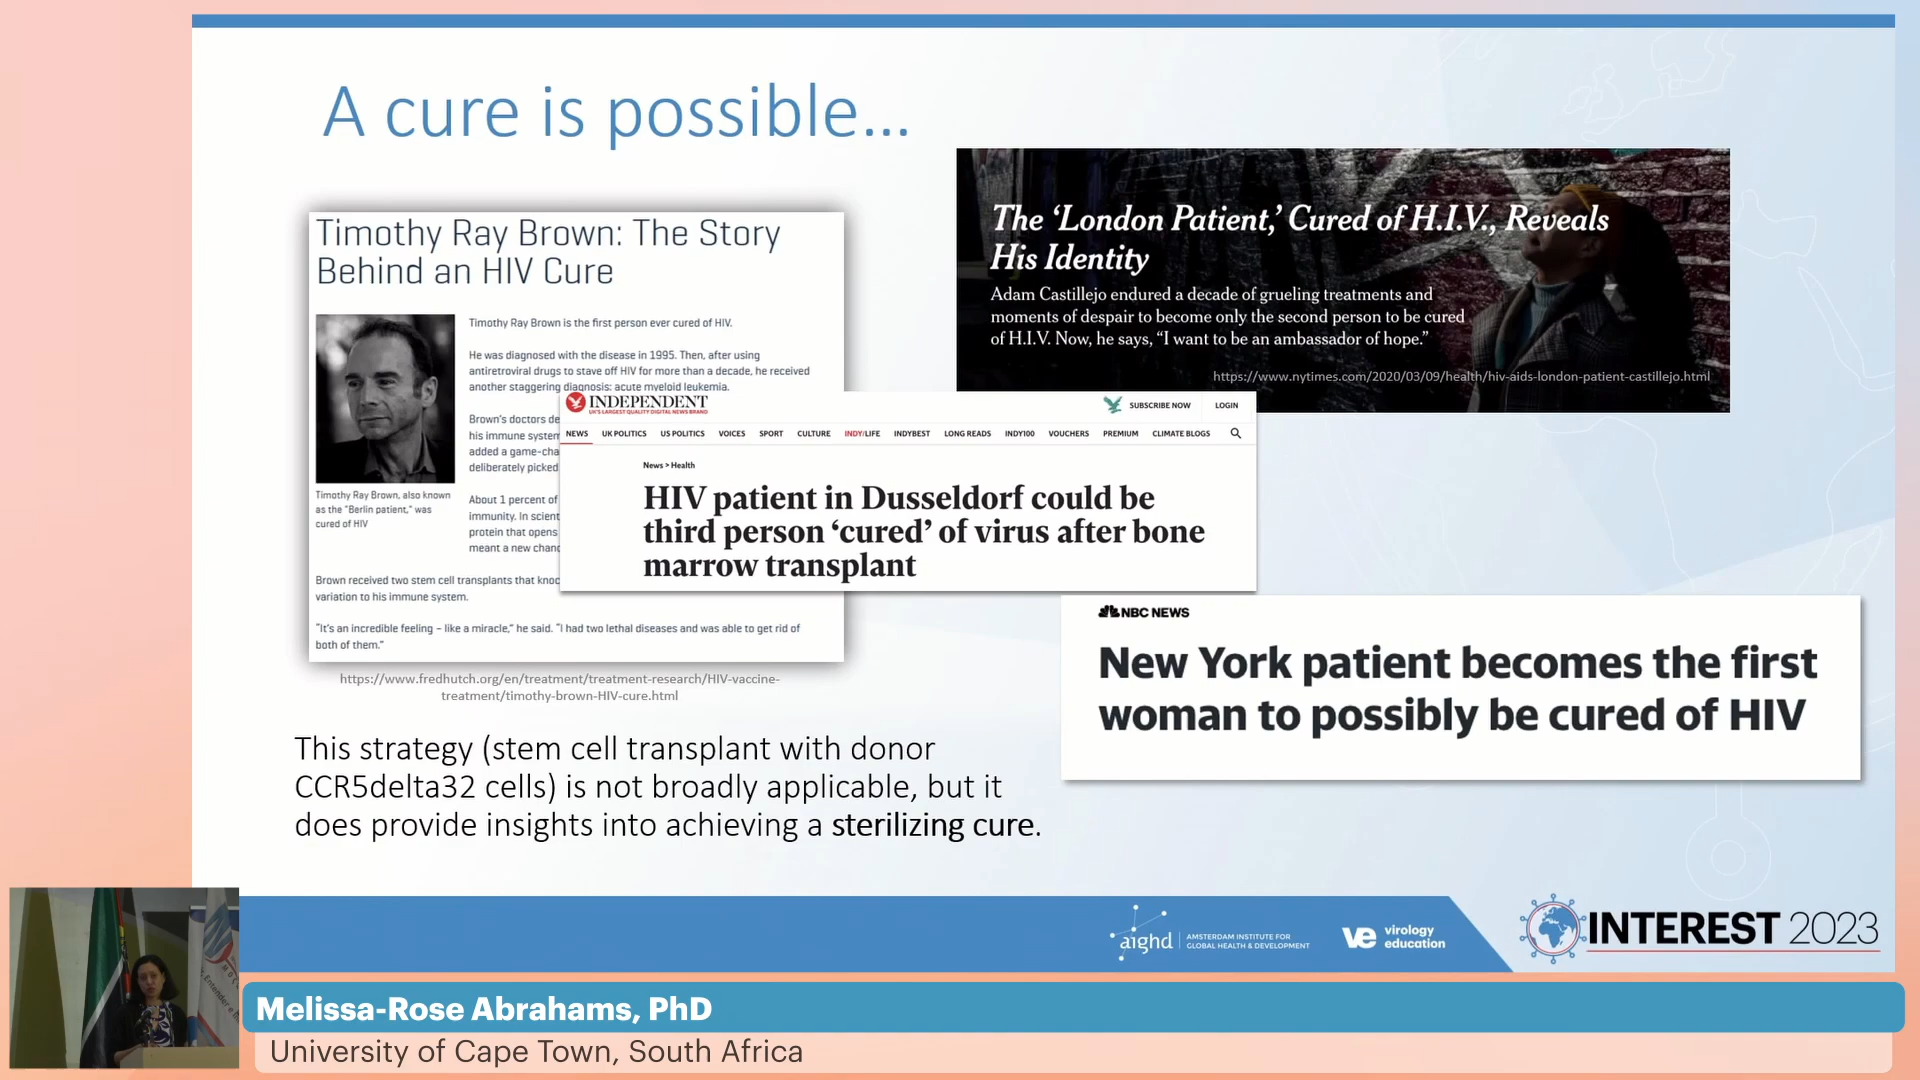 A cure is possible...
Timothy Ray Brown: The Story
Behind an HIV Cure
Timothy Ray Brown is the first person ever cured of HIV.
He was diagnosed with the disease in 1995. Then, after using
antiretroviral drugs to stave off HIV for more than a decade, he received
another staggering diagnosis: acute myeloid leukemia.
Brown's doctors de
his immune system
added a game-cha
deliberately picked
About 1 percent of
immunity. In scient
protein that opens
meant a new chanc
Timothy Ray Brown, also known
as the "Berlin patient," was
cured of HIV
Brown received two stem cell transplants that knoc
variation to his immune system.
"It's an incredible feeling – like a miracle," he said. "I had two lethal diseases and was able to get rid of
both of them."
https://www.fredhutch.org/en/treatment/treatment-research/HIV-vaccine-
treatment/timothy-brown-HIV-cure.html
The 'London Patient,' Cured of H.I.V., Reveals
His Identity
Adam Castillejo endured a decade of grueling treatments and
moments of despair to become only the second person to be cured
of H.I.V. Now, he says, "I want to be an ambassador of hope."
https://www.nytimes.com/2020/03/09/health/hiv-aids-london-patient-castillejo.html
INDEPENDENT
UK'S LARGEST QUALITY DIGITAL NEWS BRAND
SUBSCRIBE NOW LOGIN
NEWS UK POLITICS US POLITICS VOICES SPORT CULTURE INDY/LIFE INDYBEST LONG READS INDY100 VOUCHERS PREMIUM CLIMATE BLOGS
News > Health
HIV patient in Dusseldorf could be
third person 'cured' of virus after bone
marrow transplant
NBC NEWS
New York patient becomes the first
woman to possibly be cured of HIV
This strategy (stem cell transplant with donor
CCR5delta32 cells) is not broadly applicable, but it
does provide insights into achieving a sterilizing cure.
aighd
AMSTERDAM INSTITUTE FOR
GLOBAL HEALTH & DEVELOPMENT
ve virology
education
INTEREST 2023
Melissa-Rose Abrahams, PhD
University of Cape Town, South Africa